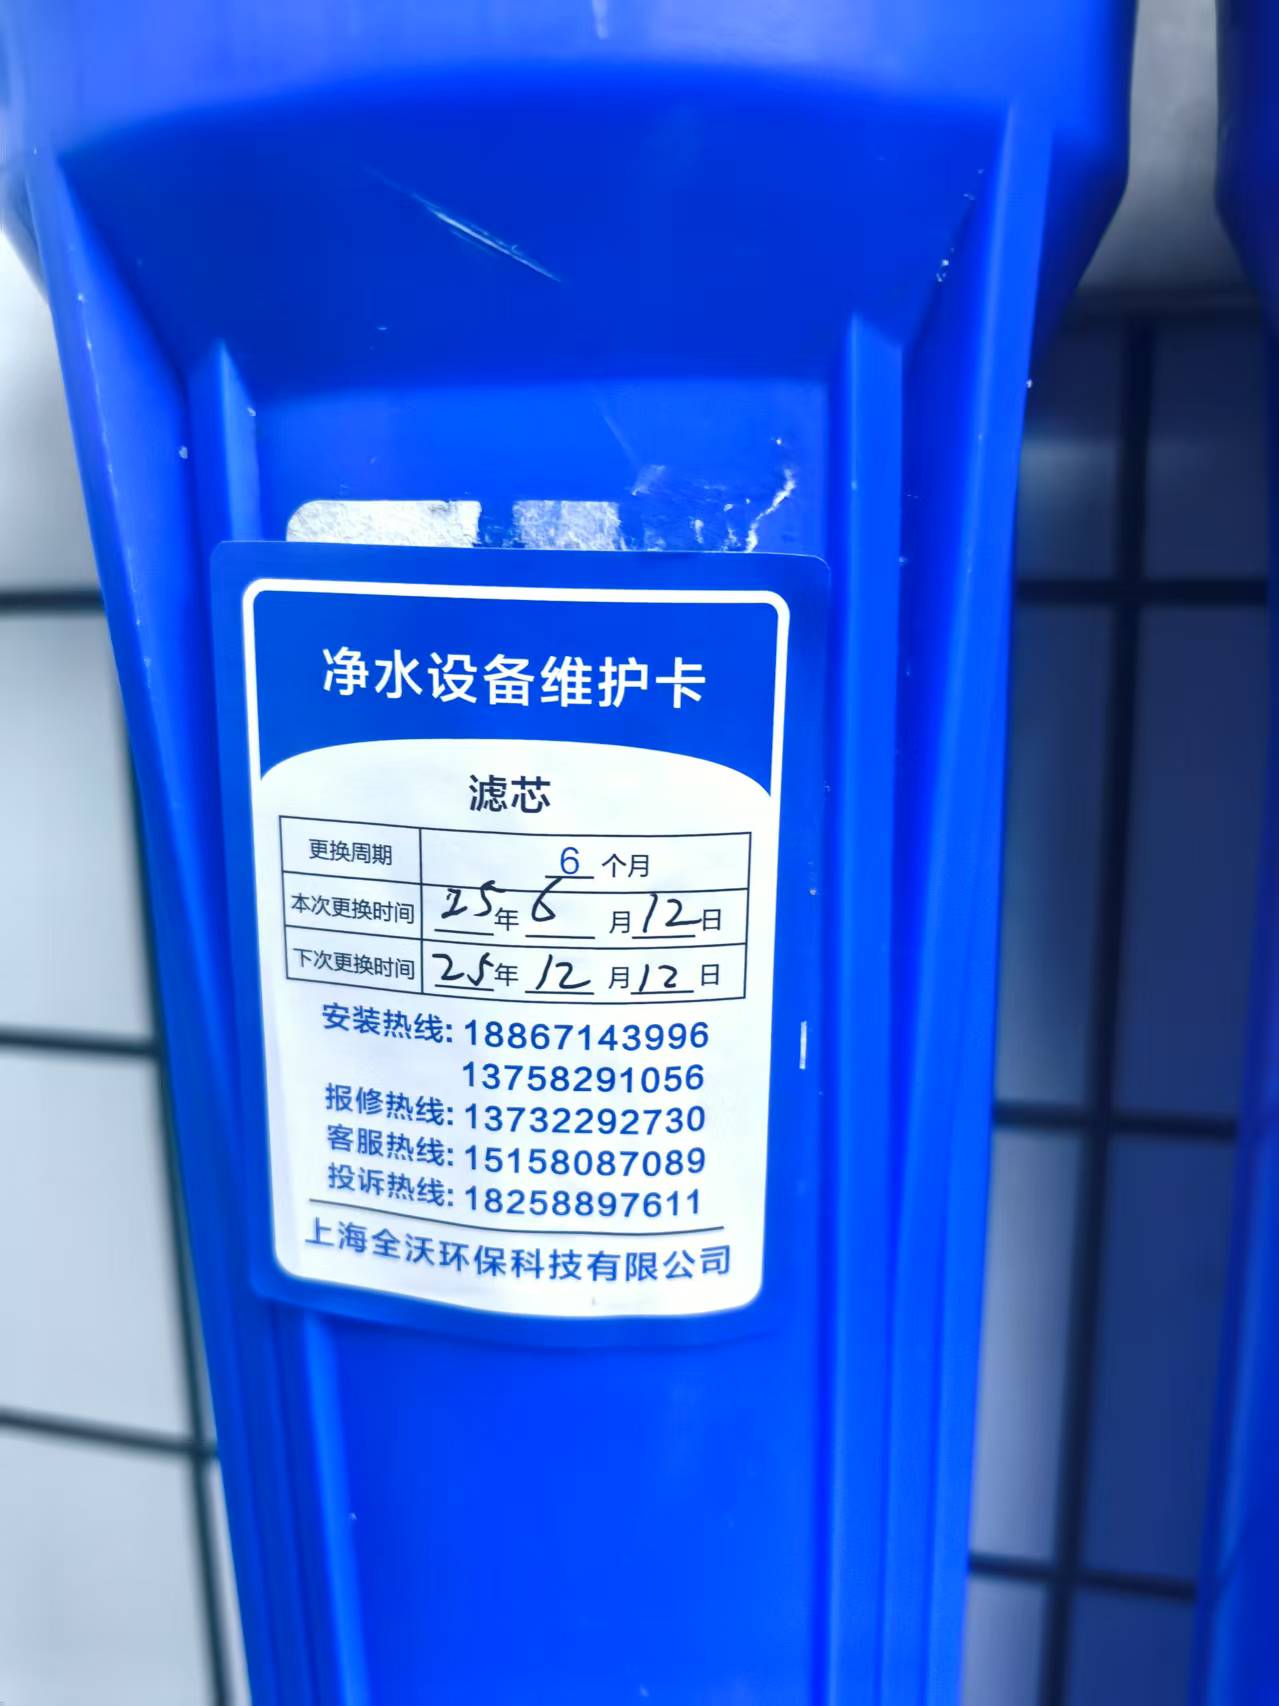 净水设备维护卡
滤芯
更换周期 6 个月
本次更换时间 25年 6 月 12日
下次更换时间 25年 12 月 12 日
安装热线: 18867143996
13758291056
报修热线: 13732292730
客服热线: 15158087089
投诉热线: 18258897611
上海全沃环保科技有限公司